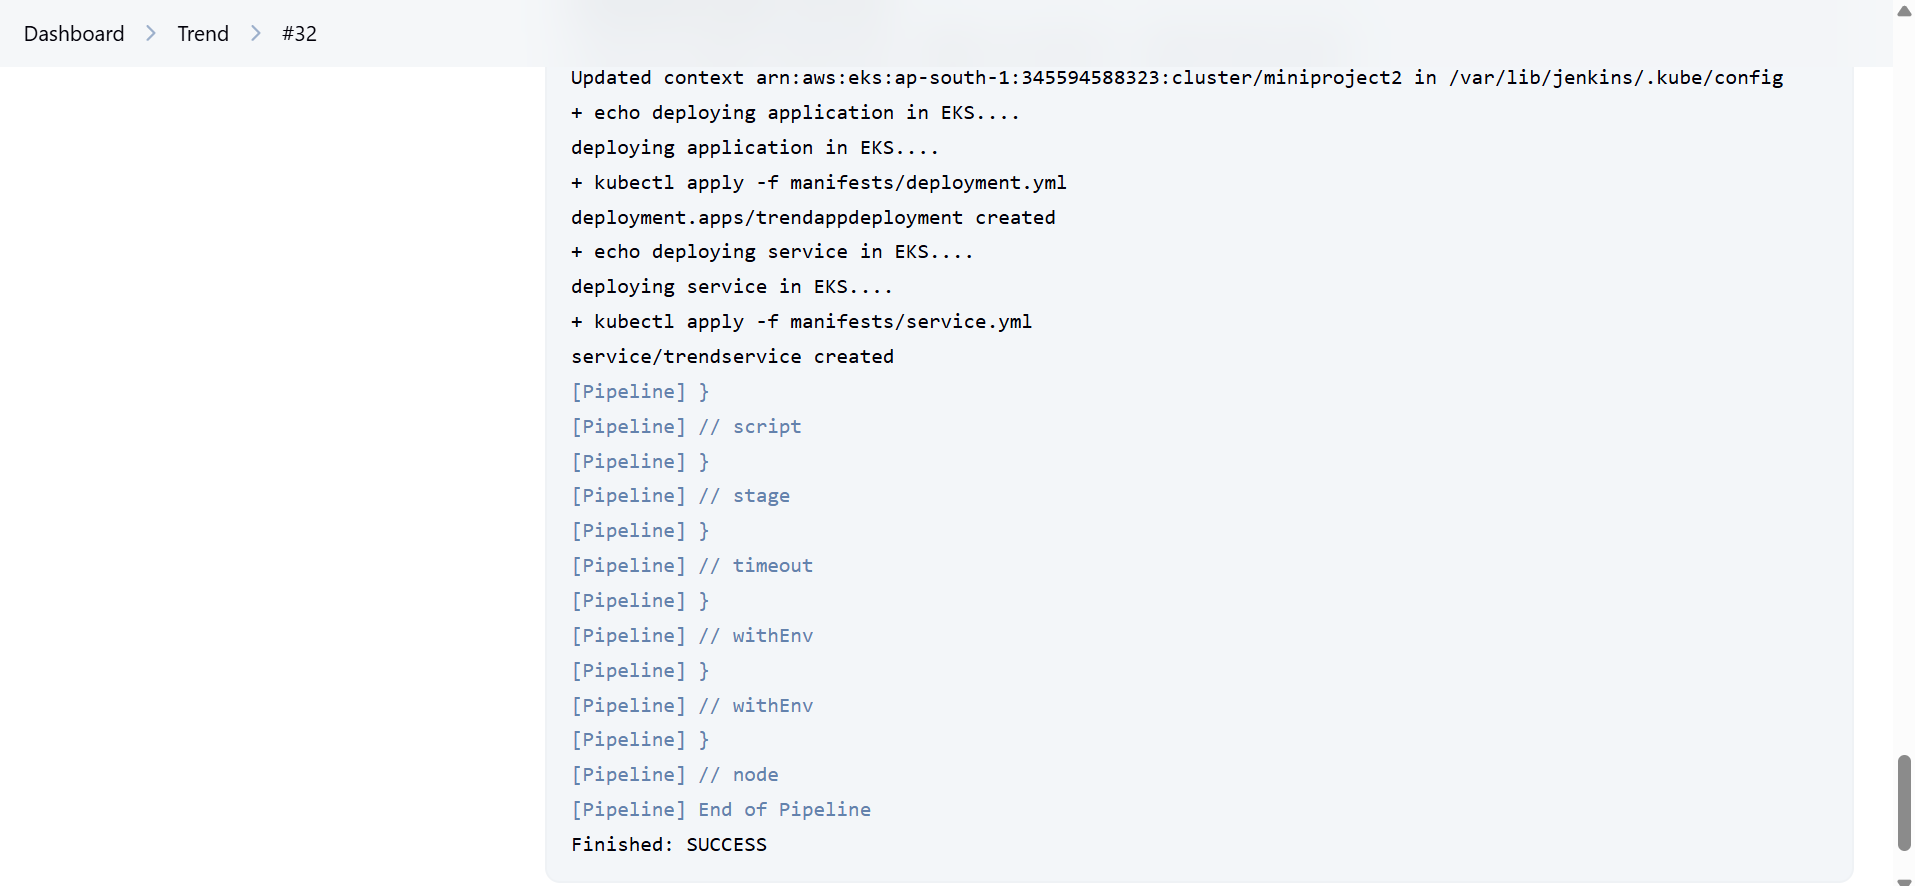 Dashboard > Trend > #32
Updated context arn:aws:eks:ap-south-1:345594588323:cluster/miniproject2 in /var/lib/jenkins/.kube/config
+ echo deploying application in EKS....
deploying application in EKS....
+ kubectl apply -f manifests/deployment.yml
deployment.apps/trendappdeployment created
+ echo deploying service in EKS....
deploying service in EKS....
+ kubectl apply -f manifests/service.yml
service/trendservice created
[Pipeline] }
[Pipeline] // script
[Pipeline] }
[Pipeline] // stage
[Pipeline] }
[Pipeline] // timeout
[Pipeline] }
[Pipeline] // withEnv
[Pipeline] }
[Pipeline] // withEnv
[Pipeline] }
[Pipeline] // node
[Pipeline] End of Pipeline
Finished: SUCCESS